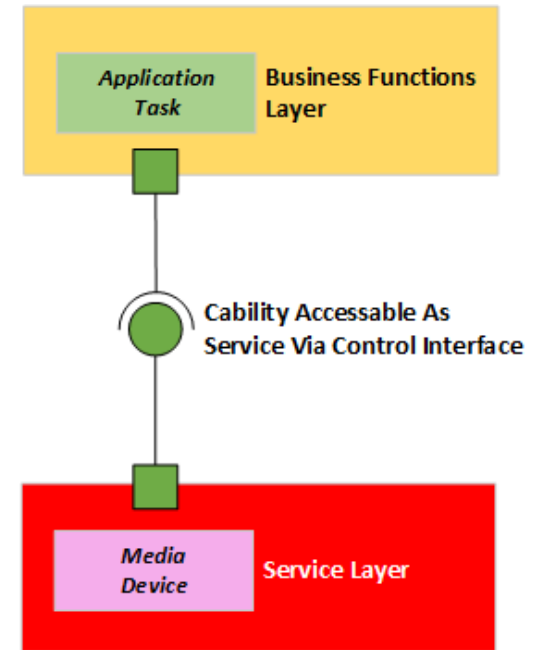 Application
Task
Business Functions
Layer
Cability Accessable As
Service Via Control Interface
Media
Device
Service Layer